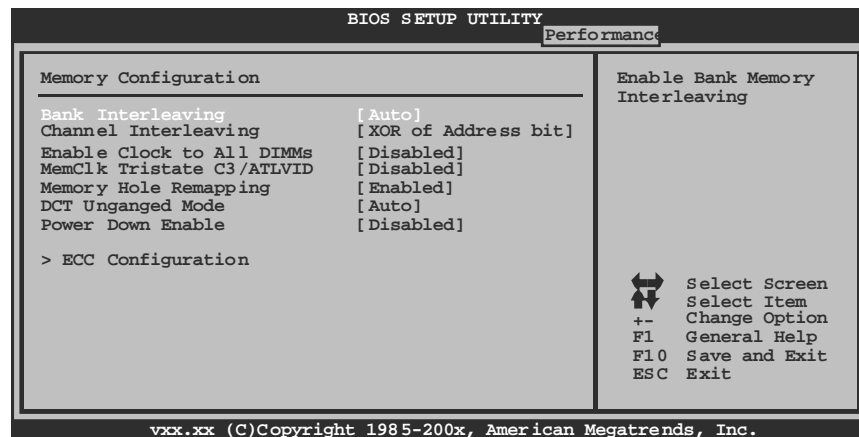 BIOS SETUP UTILITY
Performance
Memory Configuration
Bank Interleaving [Auto]
Channel Interleaving [XOR of Address bit]
Enable Clock to All DIMMs [Disabled]
MemClk Tristate C3/ATLVID [Disabled]
Memory Hole Remapping [Enabled]
DCT Unganged Mode [Auto]
Power Down Enable [Disabled]
> ECC Configuration
Enable Bank Memory
Interleaving
Select Screen
Select Item
+- Change Option
F1 General Help
F10 Save and Exit
ESC Exit
vxx.xx (C)Copyright 1985-200x, American Megatrends, Inc.